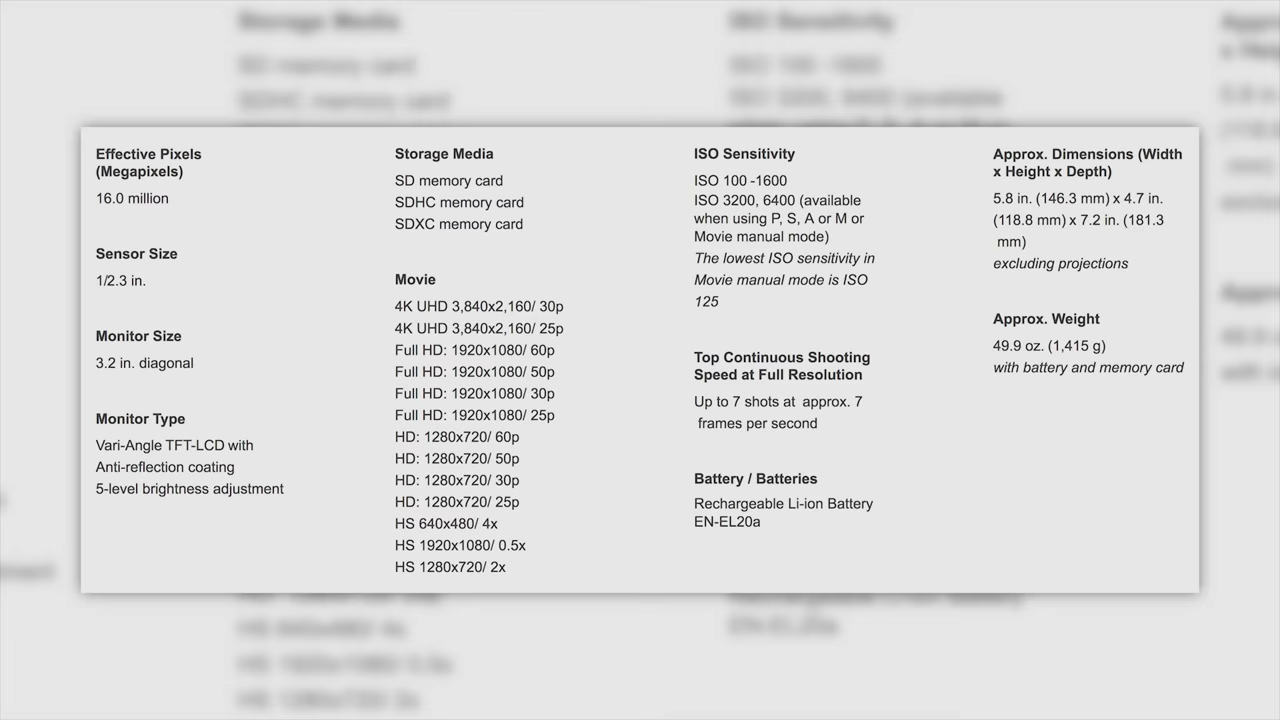 Effective Pixels
(Megapixels)
16.0 million
Sensor Size
1/2.3 in.
Monitor Size
3.2 in. diagonal
Monitor Type
Vari-Angle TFT-LCD with
Anti-reflection coating
5-level brightness adjustment
Storage Media
SD memory card
SDHC memory card
SDXC memory card
Movie
4K UHD 3,840x2,160/ 30p
4K UHD 3,840x2,160/ 25p
Full HD: 1920x1080/ 60p
Full HD: 1920x1080/ 50p
Full HD: 1920x1080/ 30p
Full HD: 1920x1080/ 25p
HD: 1280x720/ 60p
HD: 1280x720/ 50p
HD: 1280x720/ 30p
HD: 1280x720/ 25p
HS 640x480/ 4x
HS 1920x1080/ 0.5x
HS 1280x720/ 2x
ISO Sensitivity
ISO 100 -1600
ISO 3200, 6400 (available
when using P, S, A or M or
Movie manual mode)
The lowest ISO sensitivity in
Movie manual mode is ISO
125
Top Continuous Shooting
Speed at Full Resolution
Up to 7 shots at approx. 7
frames per second
Battery / Batteries
Rechargeable Li-ion Battery
EN-EL20a
Approx. Dimensions (Width
x Height x Depth)
5.8 in. (146.3 mm) x 4.7 in.
(118.8 mm) x 7.2 in. (181.3
mm)
excluding projections
Approx. Weight
49.9 oz. (1,415 g)
with battery and memory card